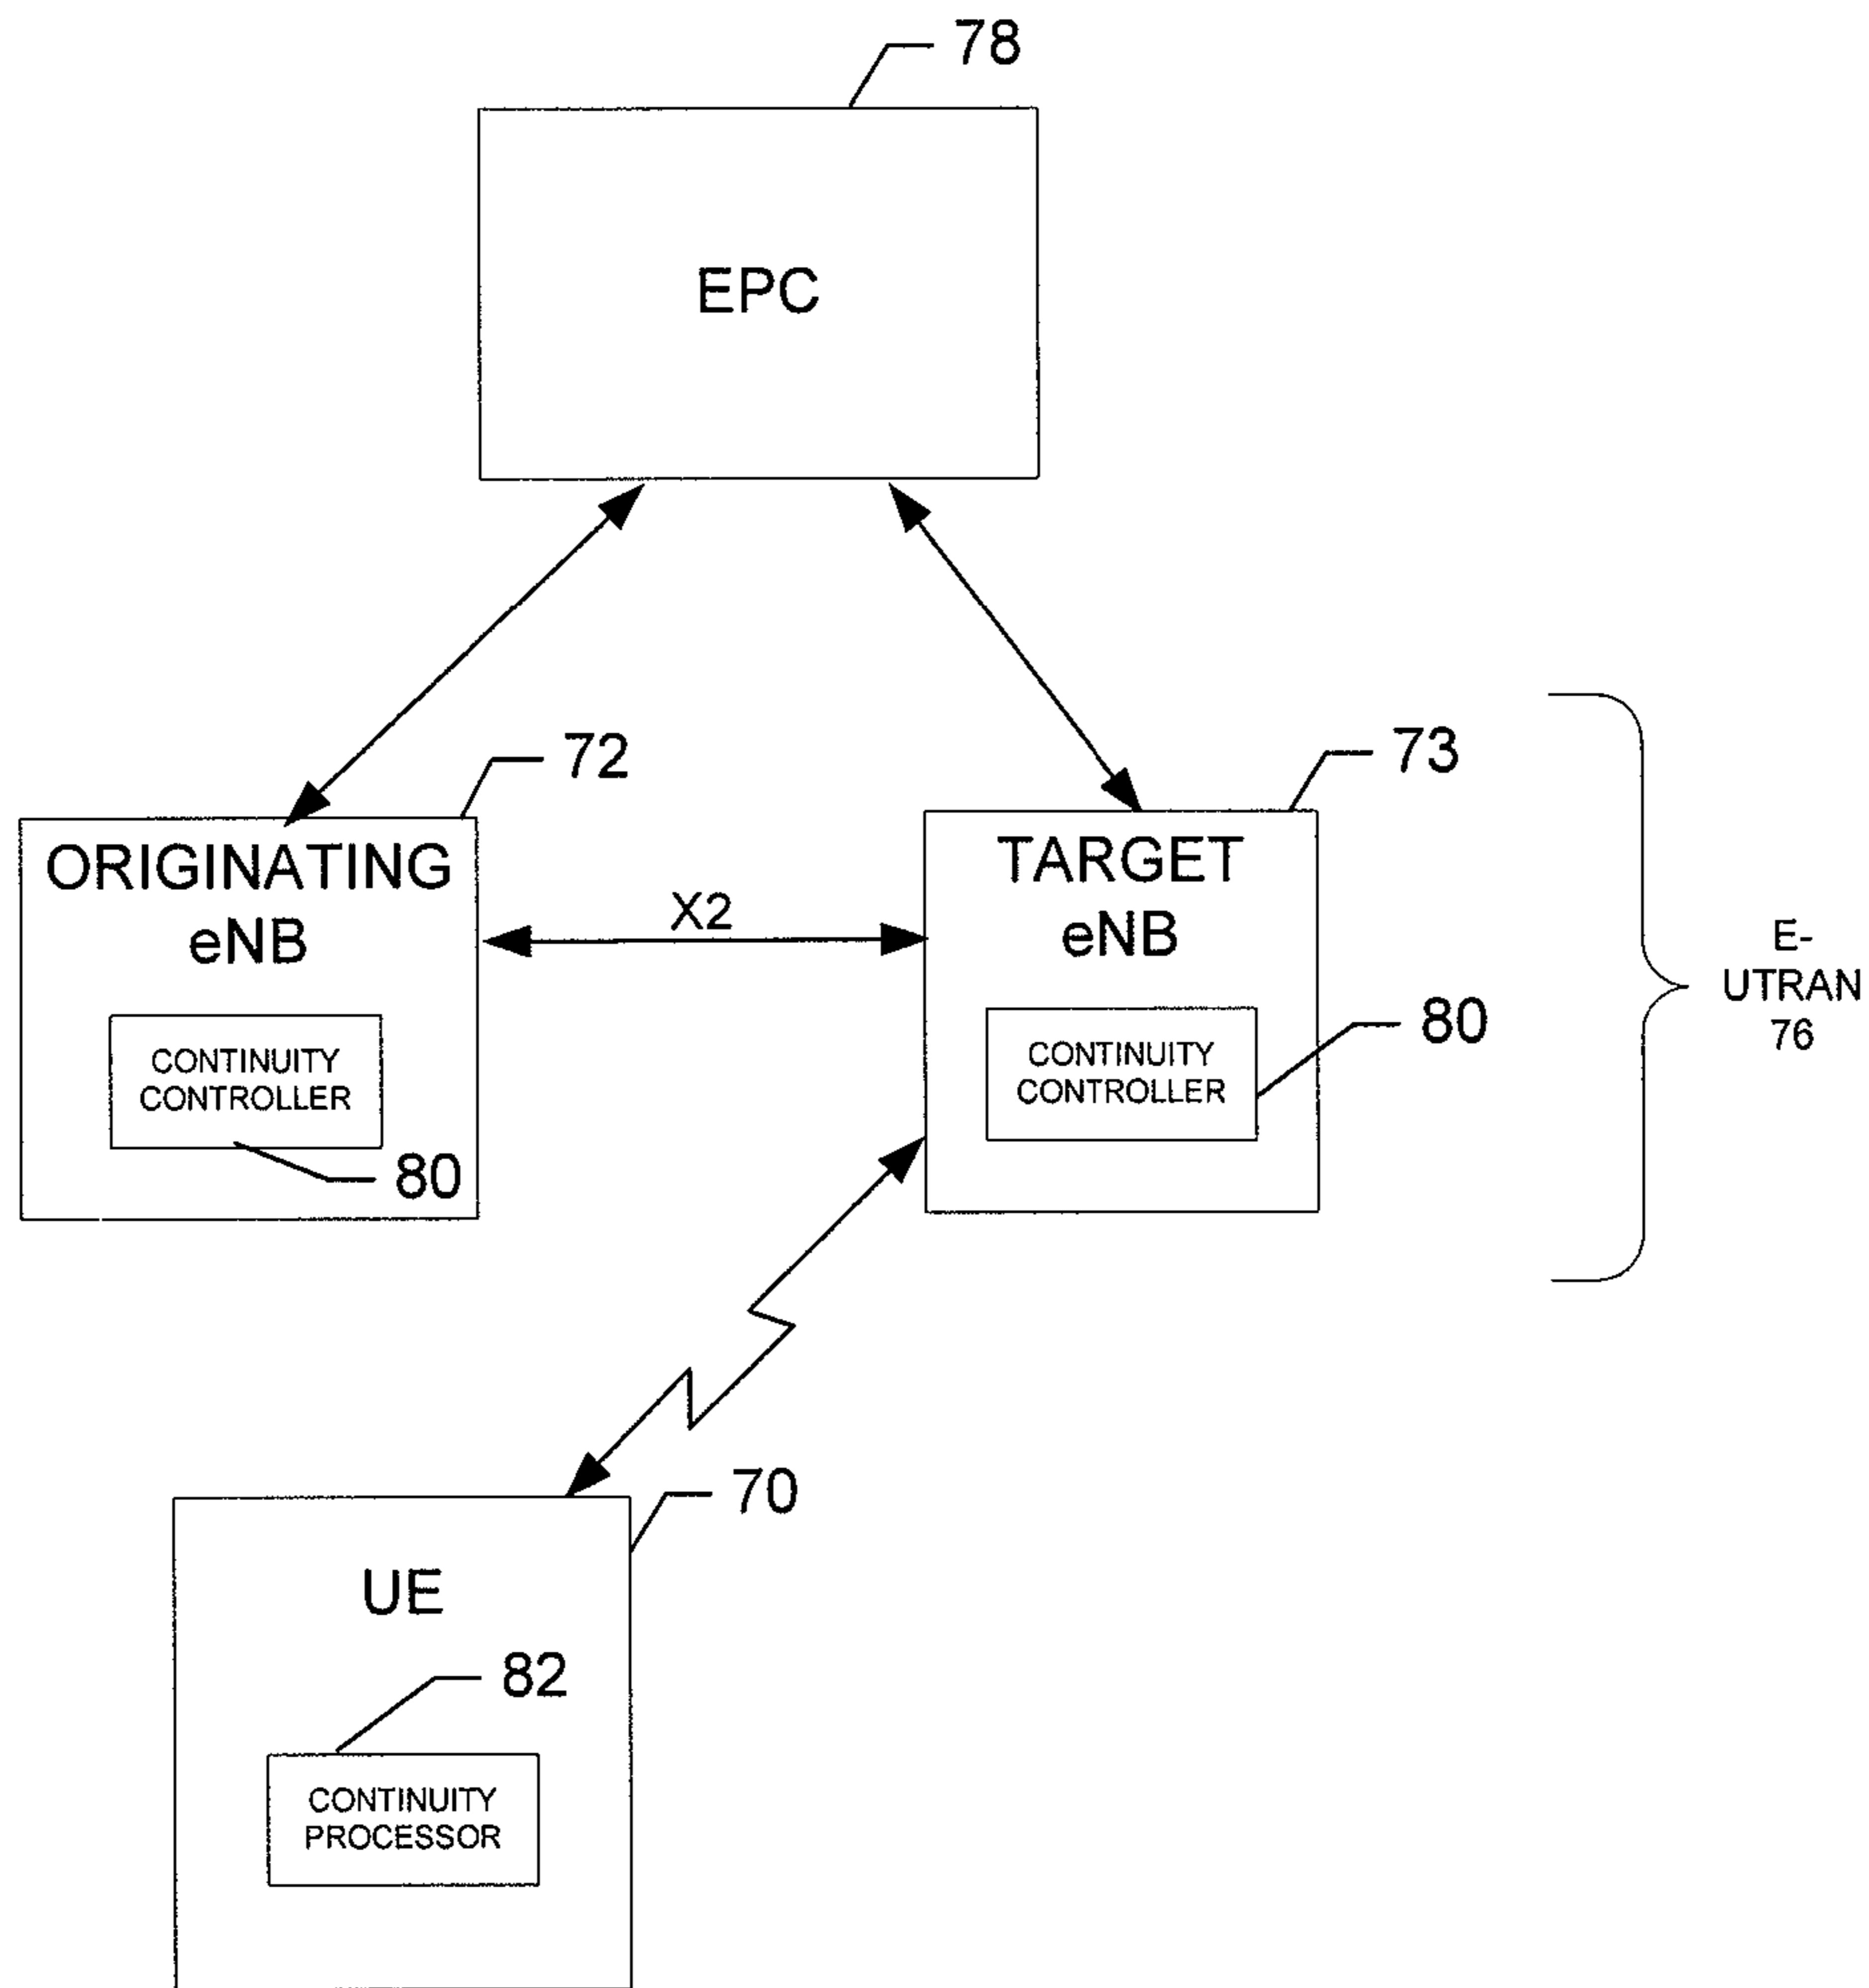 78
EPC
72
73
ORIGINATING
eNB
X2
TARGET
eNB
E-
UTRAN
76
CONTINUITY
CONTROLLER
80
CONTINUITY
CONTROLLER
80
70
UE
82
CONTINUITY
PROCESSOR